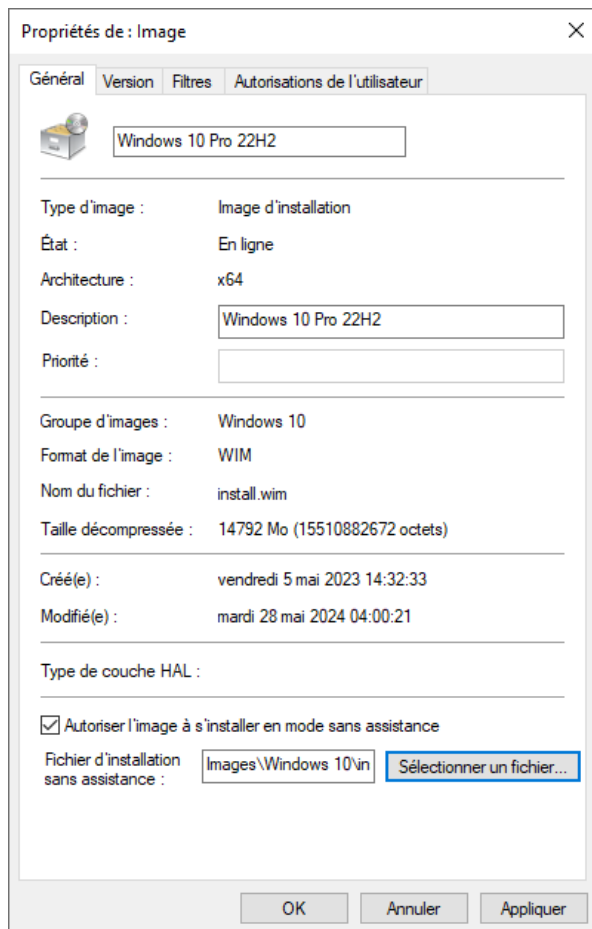 Propriétés de : Image
Général Version Filtres Autorisations de l'utilisateur
Windows 10 Pro 22H2
Type d'image : Image d'installation
État : En ligne
Architecture : x64
Description : Windows 10 Pro 22H2
Priorité :
Groupe d'images : Windows 10
Format de l'image : WIM
Nom du fichier : install.wim
Taille décompressée : 14792 Mo (15510882672 octets)
Créé(e) : vendredi 5 mai 2023 14:32:33
Modifié(e) : mardi 28 mai 2024 04:00:21
Type de couche HAL :
Autoriser l'image à s'installer en mode sans assistance
Fichier d'installation
sans assistance : Images\Windows 10\in Sélectionner un fichier...
OK Annuler Appliquer